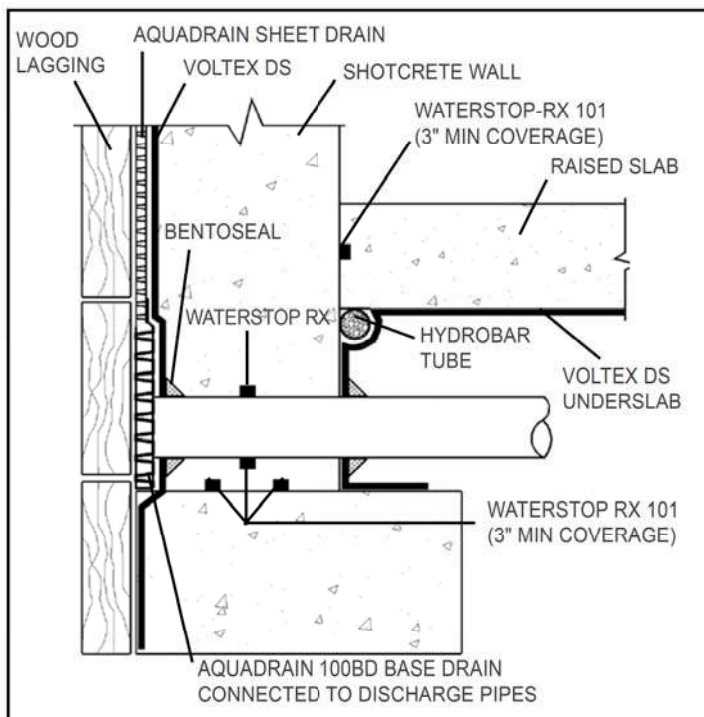 WOOD
LAGGING
AQUADRAIN SHEET DRAIN
VOLTEX DS
SHOTCRETE WALL
WATERSTOP-RX 101
(3" MIN COVERAGE)
RAISED SLAB
BENTOSEAL
WATERSTOP RX
HYDROBAR
TUBE
VOLTEX DS
UNDERSLAB
WATERSTOP RX 101
(3" MIN COVERAGE)
AQUADRAIN 100BD BASE DRAIN
CONNECTED TO DISCHARGE PIPES